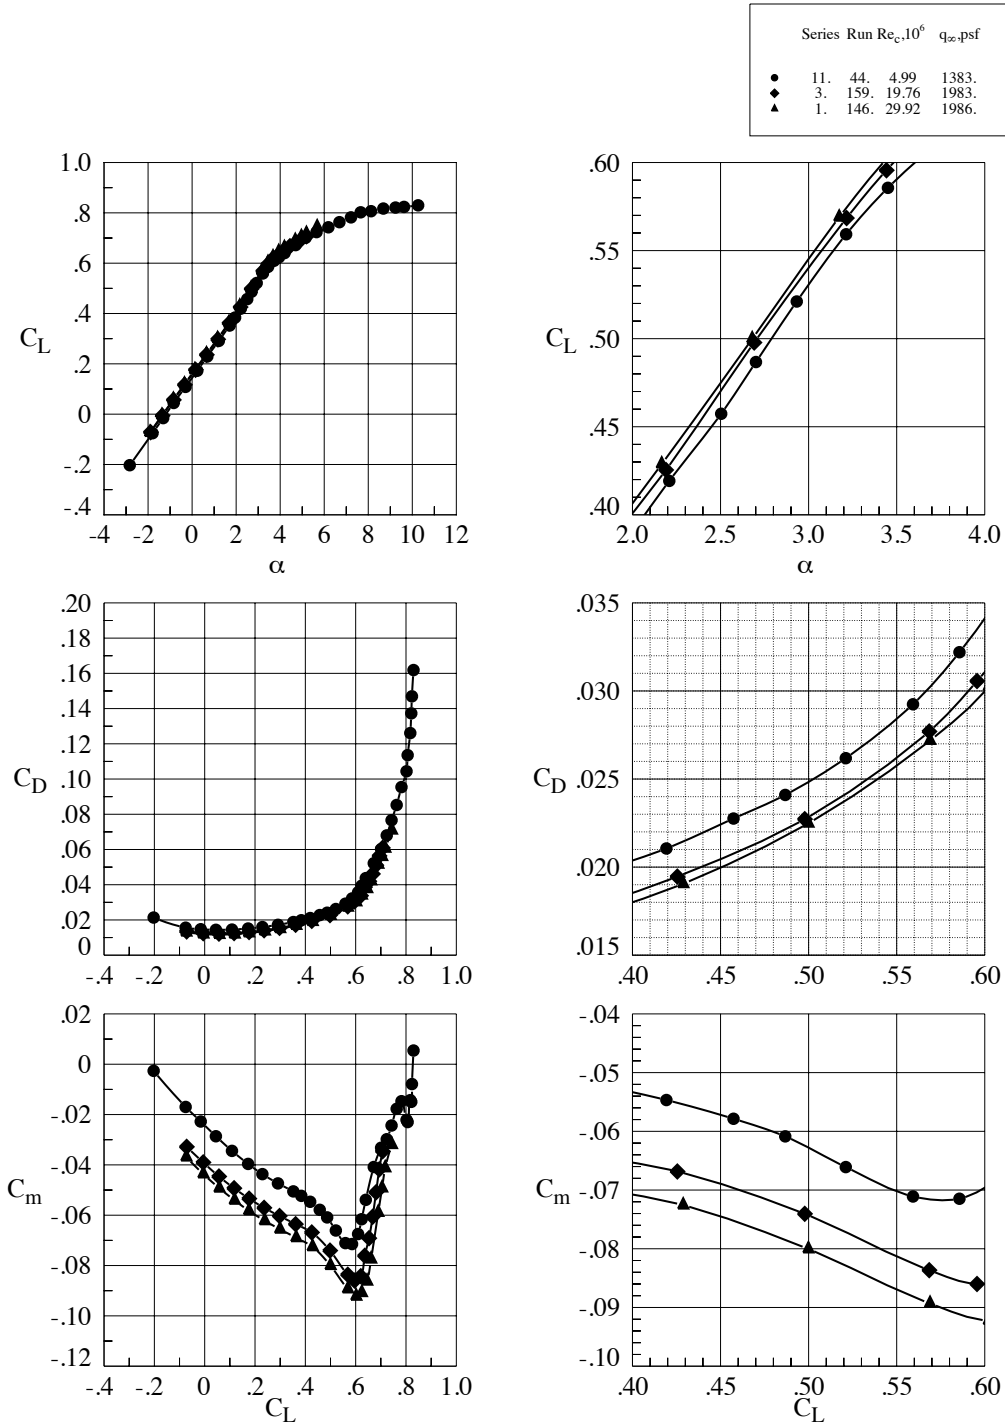 Series Run Re_c,10^6 q_∞,psf
11. 44. 4.99 1383.
3. 159. 19.76 1983.
1. 146. 29.92 1986.
1.0
.8
.6
.4
.2
0
-.2
-.4
C_L
-4 -2 0 2 4 6 8 10 12
α
.60
.55
.50
.45
.40
C_L
2.0 2.5 3.0 3.5 4.0
α
.20
.18
.16
.14
.12
.10
.08
.06
.04
.02
0
C_D
-.4 -.2 0 .2 .4 .6 .8 1.0
.035
.030
.025
.020
.015
C_D
.40 .45 .50 .55 .60
.02
0
-.02
-.04
-.06
-.08
-.10
-.12
C_m
-.4 -.2 0 .2 .4 .6 .8 1.0
C_L
-.04
-.05
-.06
-.07
-.08
-.09
-.10
C_m
.40 .45 .50 .55 .60
C_L